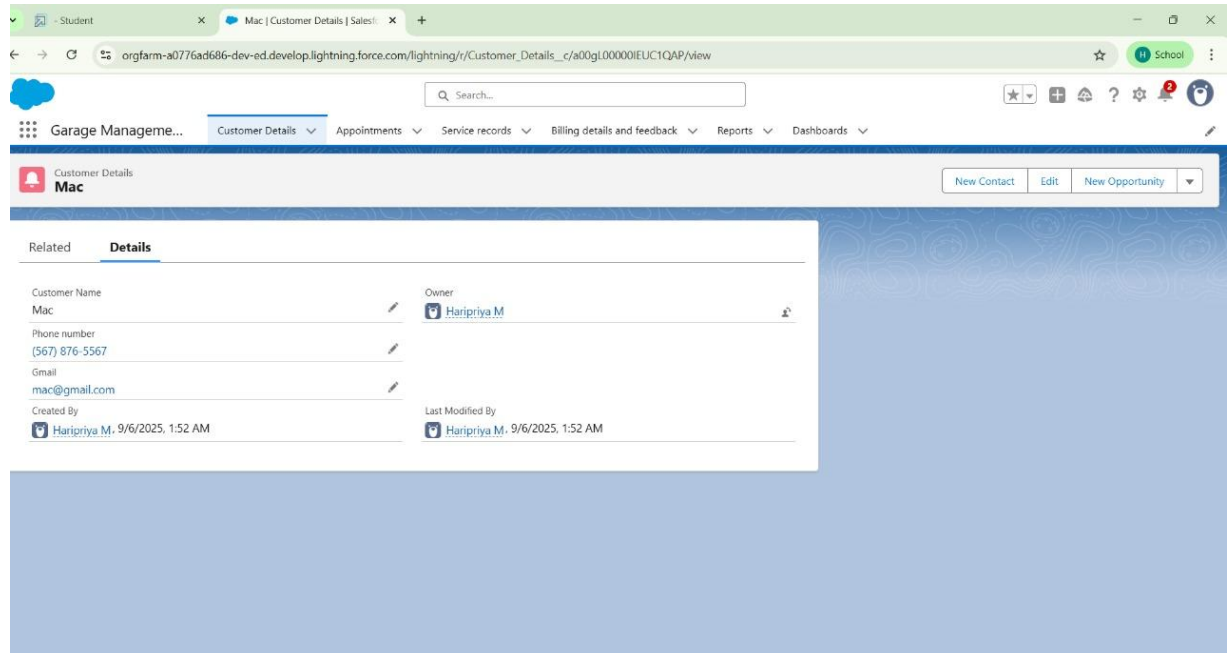 - Student
Mac | Customer Details | Salesf
orgfarm-a0776ad686-dev-ed.develop.lightning.force.com/lightning/r/Customer_Details__c/a00gL00000IEUC1QAP/view
H School
Search...
2
Garage Manageme... Customer Details Appointments Service records Billing details and feedback Reports Dashboards
Customer Details
Mac
New Contact Edit New Opportunity
Related Details
Customer Name Owner
Mac Haripriya M
Phone number
(567) 876-5567
Gmail
mac@gmail.com
Created By Last Modified By
Haripriya M, 9/6/2025, 1:52 AM Haripriya M, 9/6/2025, 1:52 AM